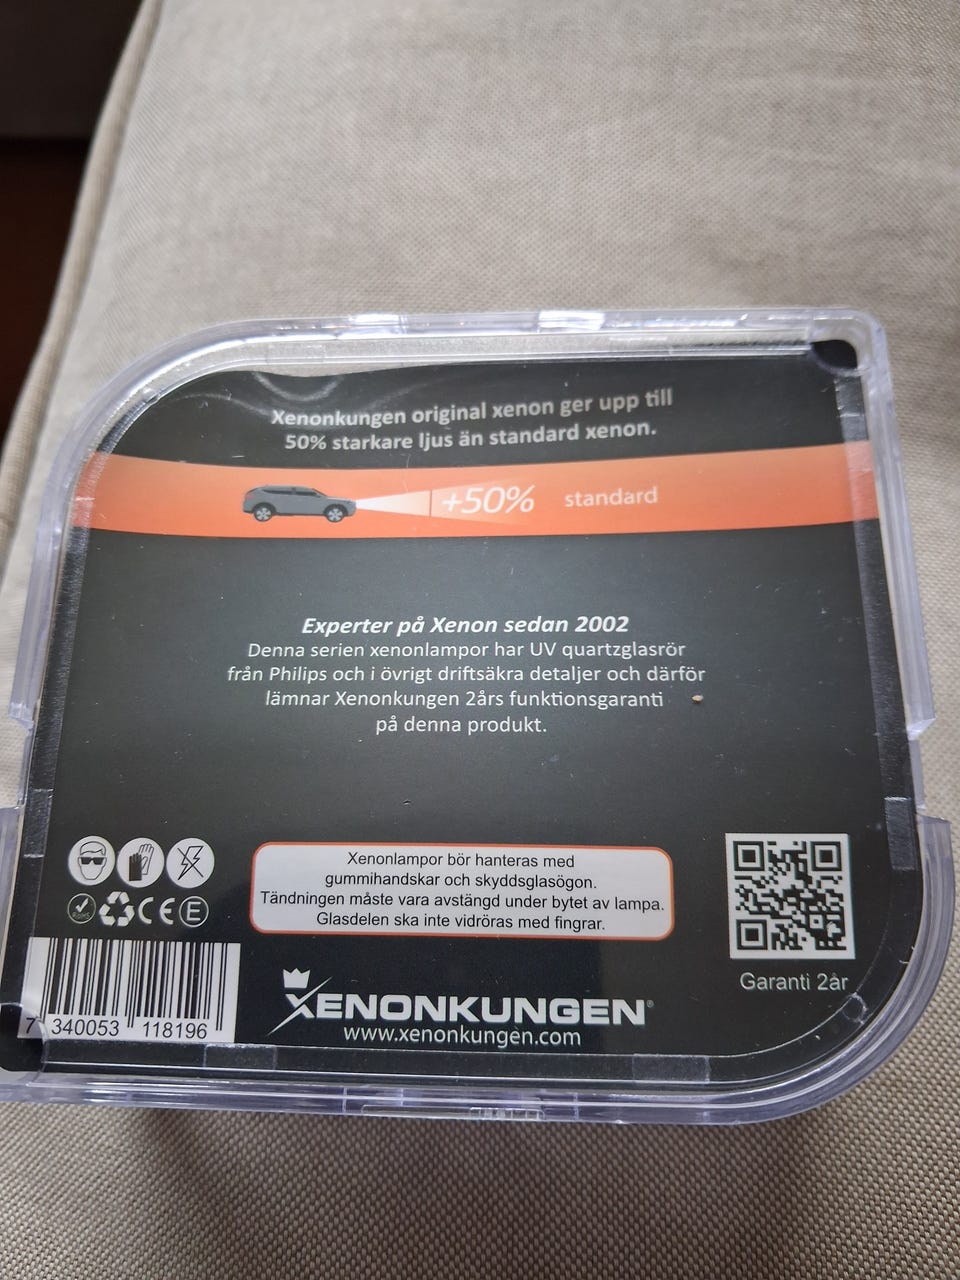 Xenonkungen original xenon ger upp till
50% starkare ljus än standard xenon.
+50% standard
Experter på Xenon sedan 2002
Denna serien xenonlampor har UV quartzglasrör
från Philips och i övrigt driftsäkra detaljer och därför
lämnar Xenonkungen 2års funktionsgaranti
på denna produkt.
Xenonlampor bör hanteras med
gummihandskar och skyddsglasögon.
Tändningen måste vara avstängd under bytet av lampa.
Glasdelen ska inte vidröras med fingrar.
RoHS CE E
Garanti 2år
7 340053 118196
XENONKUNGEN®
www.xenonkungen.com